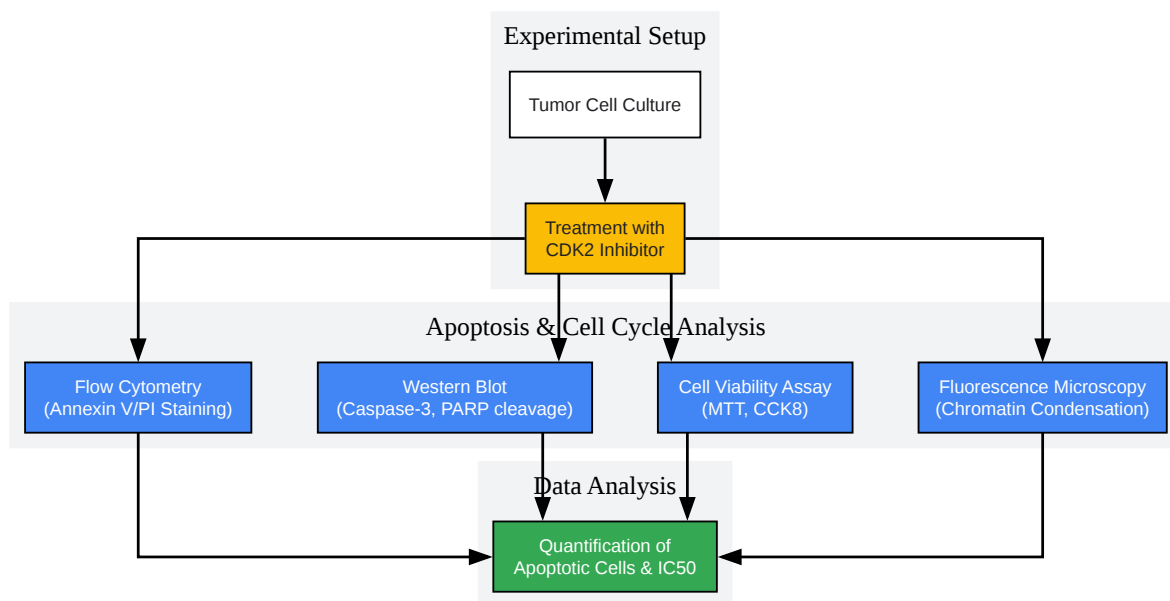 Experimental Setup
Tumor Cell Culture
Treatment with
CDK2 Inhibitor
Apoptosis & Cell Cycle Analysis
Flow Cytometry
(Annexin V/PI Staining)
Western Blot
(Caspase-3, PARP cleavage)
Cell Viability Assay
(MTT, CCK8)
Fluorescence Microscopy
(Chromatin Condensation)
Data Analysis
Quantification of
Apoptotic Cells & IC50